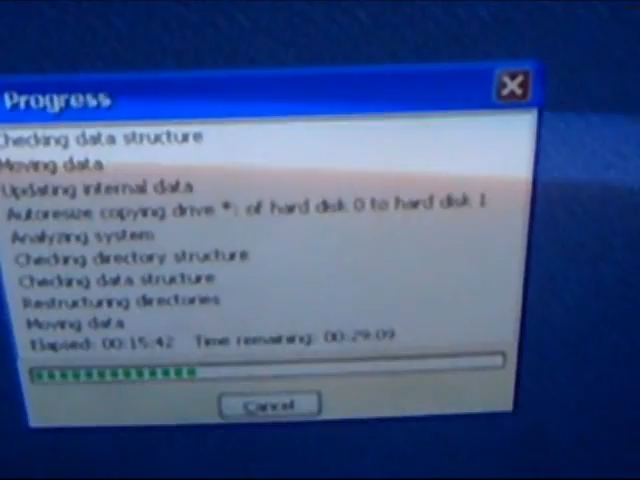 Progress
Checking data structure
Moving data
Updating internal data
Autoresize copying drive *: of hard disk 0 to hard disk 1
Analyzing system
Checking directory structure
Checking data structure
Restructuring directories
Moving data
Elapsed: 00:15:42 Time remaining: 00:29:09
Cancel